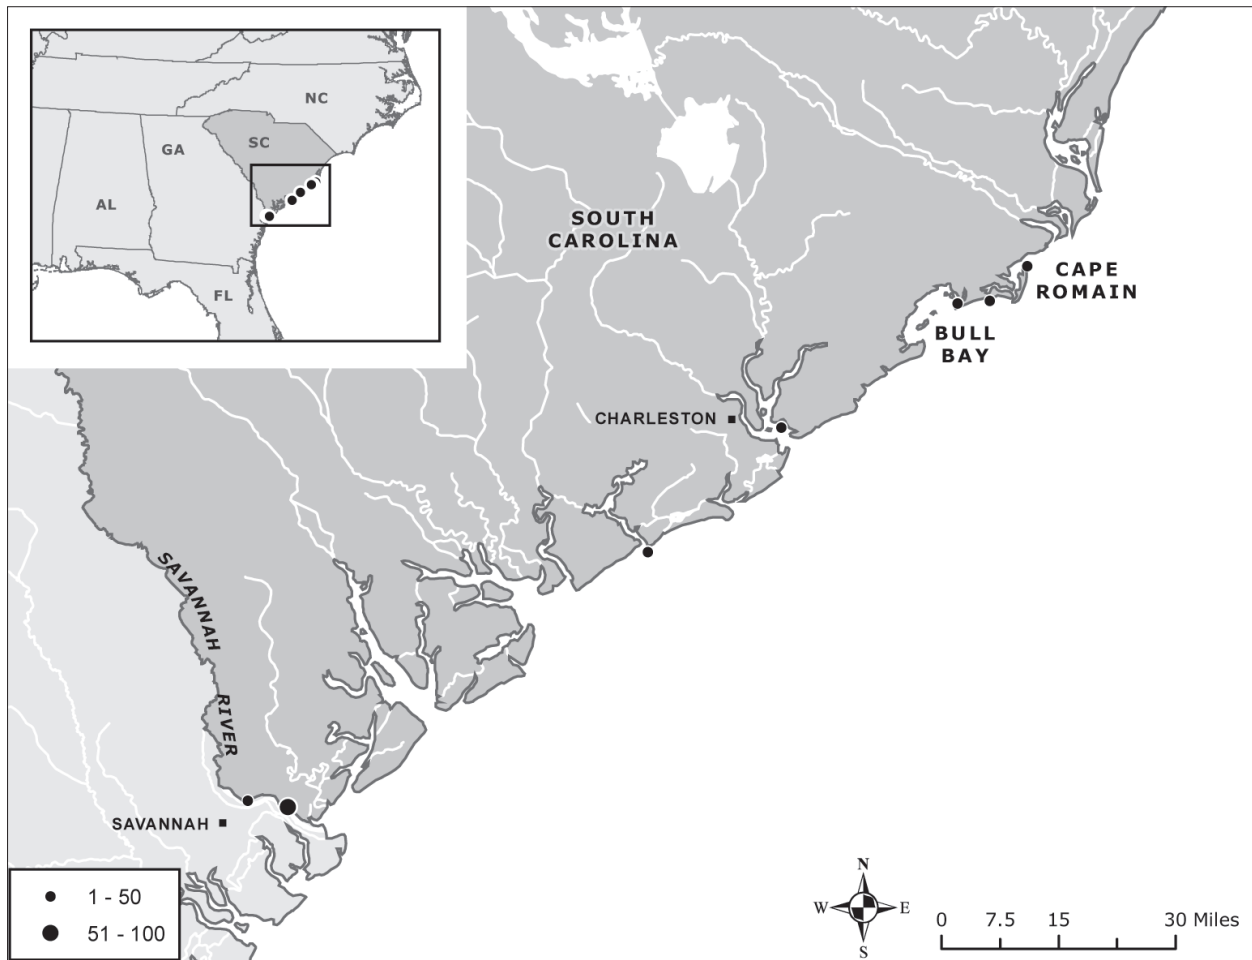 NC
SC
GA
AL
FL
SOUTH
CAROLINA
CAPE
ROMAIN
BULL
BAY
CHARLESTON
SAVANNAH
RIVER
SAVANNAH
1 - 50
51 - 100
N
W E
S
0 7.5 15 30 Miles